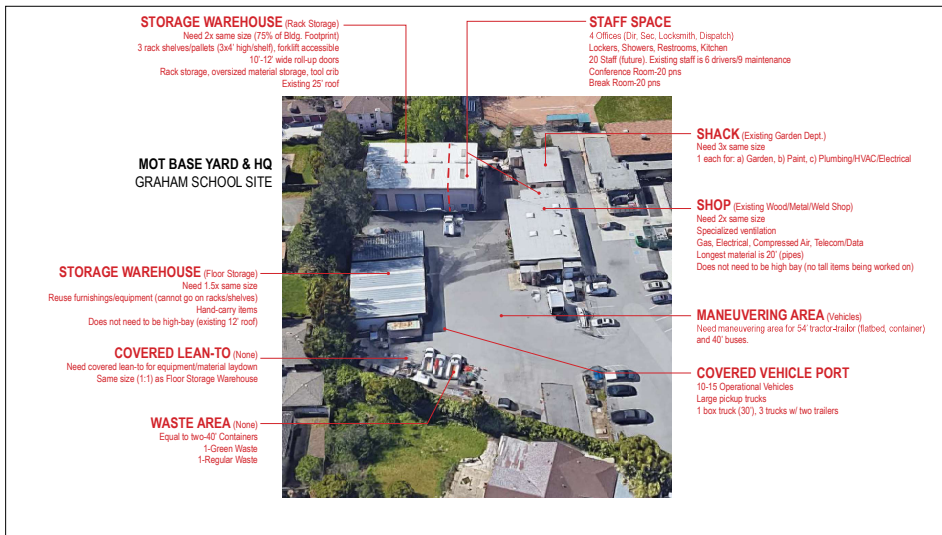 STORAGE WAREHOUSE (Rack Storage)
Need 2x same size (75% of Bldg. Footprint)
3 rack shelves/pallets (3x4' high/shelf), forklift accessible
10'-12' wide roll-up doors
Rack storage, oversized material storage, tool crib
Existing 25' roof
MOT BASE YARD & HQ
GRAHAM SCHOOL SITE
STORAGE WAREHOUSE (Floor Storage)
Need 1.5x same size
Reuse furnishings/equipment (cannot go on racks/shelves)
Hand-carry items
Does not need to be high-bay (existing 12' roof)
COVERED LEAN-TO (None)
Need covered lean-to for equipment/material laydown
Same size (1:1) as Floor Storage Warehouse
WASTE AREA (None)
Equal to two-40' Containers
1-Green Waste
1-Regular Waste
STAFF SPACE
4 Offices (Dir, Sec, Locksmith, Dispatch)
Lockers, Showers, Restrooms, Kitchen
20 Staff (future). Existing staff is 6 drivers/9 maintenance
Conference Room-20 pns
Break Room-20 pns
SHACK (Existing Garden Dept.)
Need 3x same size
1 each for: a) Garden, b) Paint, c) Plumbing/HVAC/Electrical
SHOP (Existing Wood/Metal/Weld Shop)
Need 2x same size
Specialized ventilation
Gas, Electrical, Compressed Air, Telecom/Data
Longest material is 20' (pipes)
Does not need to be high bay (no tall items being worked on)
MANEUVERING AREA (Vehicles)
Need maneuvering area for 54' tractor-trailor (flatbed, container)
and 40' buses.
COVERED VEHICLE PORT
10-15 Operational Vehicles
Large pickup trucks
1 box truck (30'), 3 trucks w/ two trailers